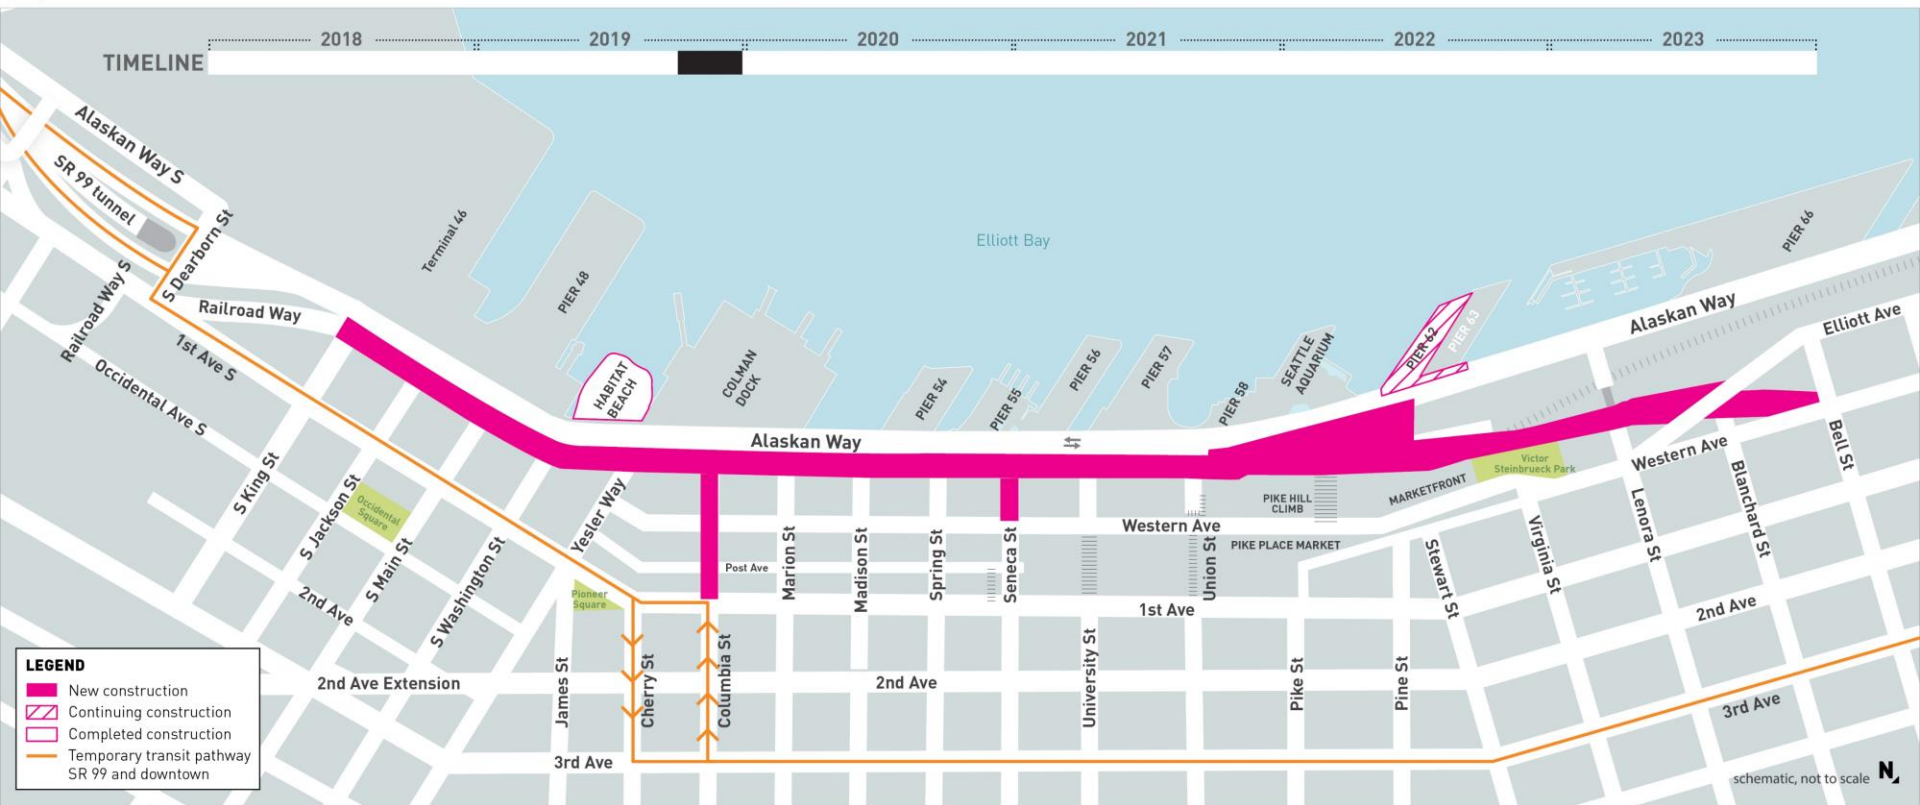 2018
2019
2020
2021
2022
2023
TIMELINE
Alaskan Way S
SR 99 tunnel
S Dearborn St
Railroad Way S
Railroad Way
1st Ave S
Occidental Ave S
Terminal 46
PIER 48
Elliott Bay
HABITAT
BEACH
COLMAN
DOCK
PIER 54
PIER 55
PIER 56
PIER 57
PIER 58
SEATTLE
AQUARIUM
PIER 62
PIER 63
PIER 66
Alaskan Way
Elliott Ave
Alaskan Way
S King St
S Jackson St
Occidental
Square
S Main St
S Washington St
Yesler Way
2nd Ave
Pioneer
Square
Post Ave
Marion St
Madison St
Spring St
Seneca St
Western Ave
Union St
PIKE HILL
CLIMB
PIKE PLACE MARKET
MARKETFRONT
Victor
Steinbrueck Park
Western Ave
Bell St
Blanchard St
Lenora St
Virginia St
Stewart St
1st Ave
2nd Ave
2nd Ave Extension
James St
Cherry St
Columbia St
2nd Ave
University St
Pike St
Pine St
3rd Ave
3rd Ave
LEGEND
New construction
Continuing construction
Completed construction
Temporary transit pathway
SR 99 and downtown
schematic, not to scale
N